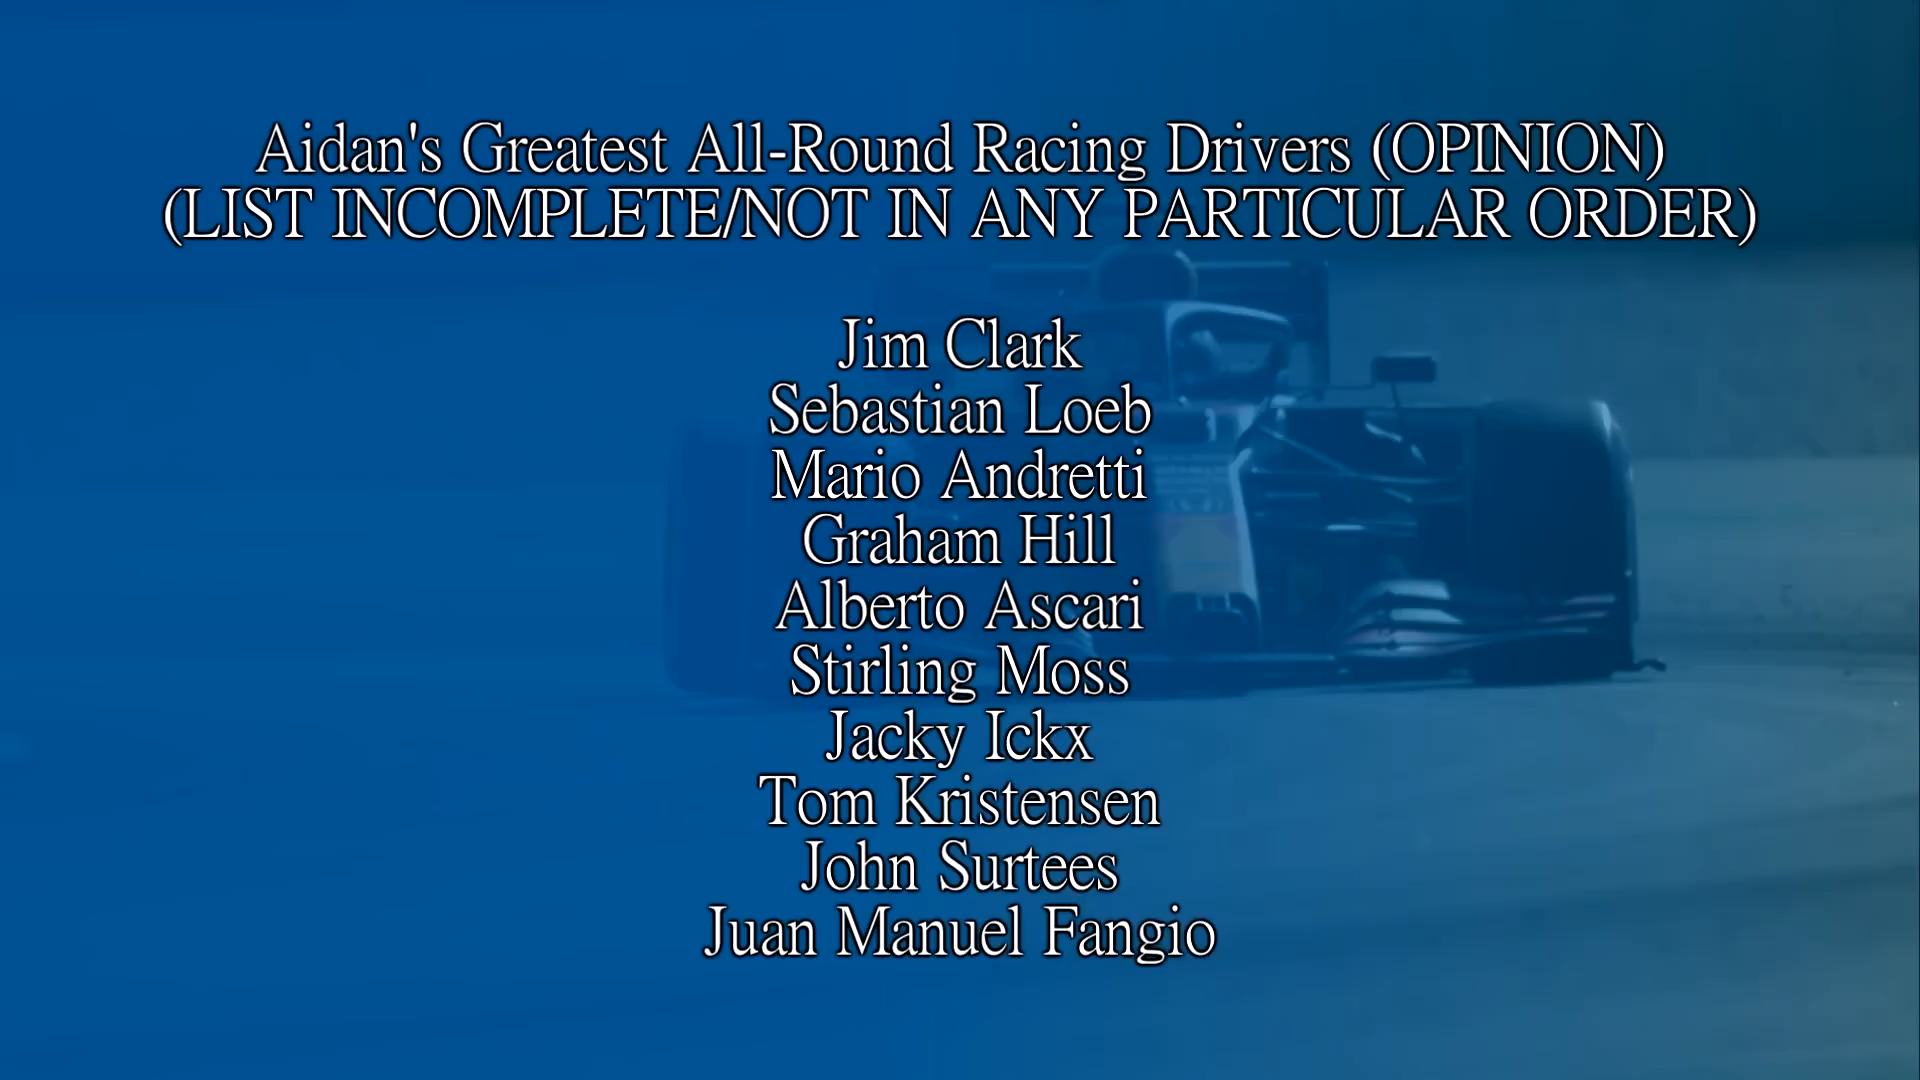 Aidan's Greatest All-Round Racing Drivers (OPINION)
(LIST INCOMPLETE/NOT IN ANY PARTICULAR ORDER)
Jim Clark
Sebastian Loeb
Mario Andretti
Graham Hill
Alberto Ascari
Stirling Moss
Jacky Ickx
Tom Kristensen
John Surtees
Juan Manuel Fangio